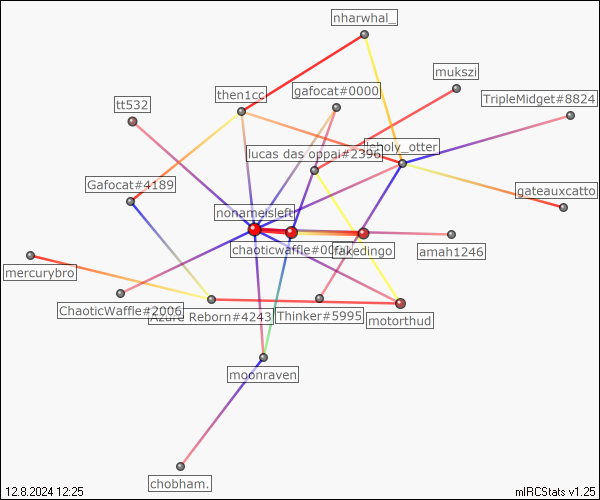 nharwhal_
mukszi
gafocat#0000
then1cc
TripleMidget#8824
tt532
lcholy_otter
lucas das oppai#2396
Gafocat#4189
gateauxcatto
nonameisleft
chaoticwaffle#00
fakedingo
amah1246
mercurybro
ChaoticWaffle#2006
Azure Reborn#4243
Thinker#5995
motorthud
moonraven
chobham.
12.8.2024 12:25
mIRCStats v1.25